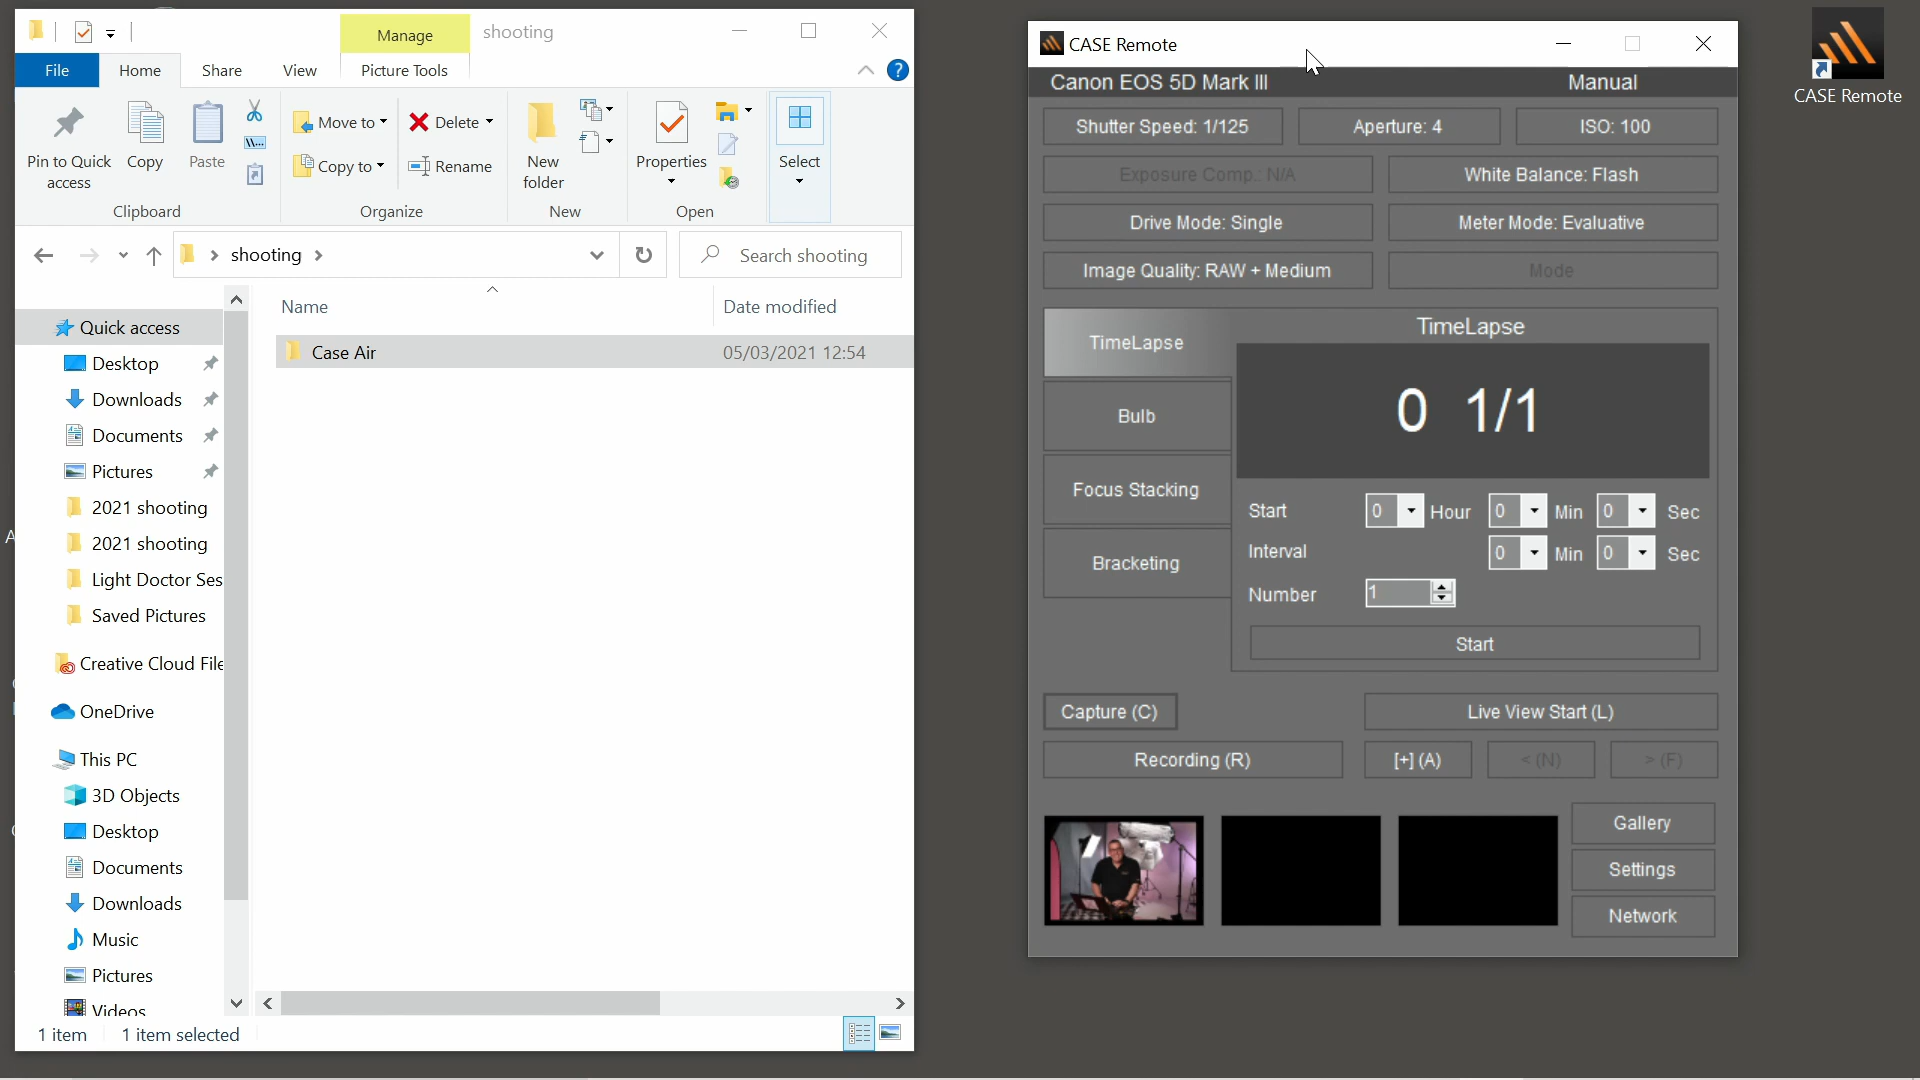 Manage
shooting
File
Home
Share
View
Picture Tools
?
Pin to Quick access
Copy
Paste
Move to
Copy to
Delete
Rename
New folder
Properties
Select
Clipboard
Organize
New
Open
shooting
Search shooting
Name
Date modified
Case Air
05/03/2021 12:54
Quick access
Desktop
Downloads
Documents
Pictures
2021 shooting
2021 shooting
Light Doctor Ses
Saved Pictures
Creative Cloud File
OneDrive
This PC
3D Objects
Desktop
Documents
Downloads
Music
Pictures
Videos
1 item
1 item selected
CASE Remote
Canon EOS 5D Mark III
Manual
Shutter Speed: 1/125
Aperture: 4
ISO: 100
Exposure Comp.: N/A
White Balance: Flash
Drive Mode: Single
Meter Mode: Evaluative
Image Quality: RAW + Medium
Mode
TimeLapse
Bulb
Focus Stacking
Bracketing
TimeLapse
0 1/1
Start 0 Hour 0 Min 0 Sec
Interval 0 Min 0 Sec
Number 1
Start
Capture (C)
Live View Start (L)
Recording (R)
[+] (A)
< (N)
> (F)
Gallery
Settings
Network
CASE Remote